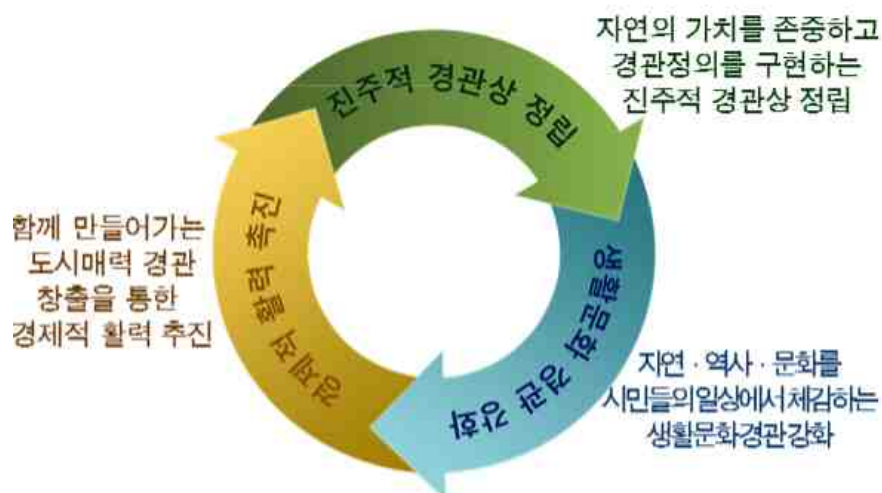 진주적 경관상 정립
자연의 가치를 존중하고
경관정의를 구현하는
진주적 경관상 정립
생활문화 경관 강화
자연 · 역사 · 문화를
시민들의일상에서체감하는
생활문화경관강화
경제적 활력 촉진
함께 만들어가는
도시매력 경관
창출을 통한
경제적 활력 추진